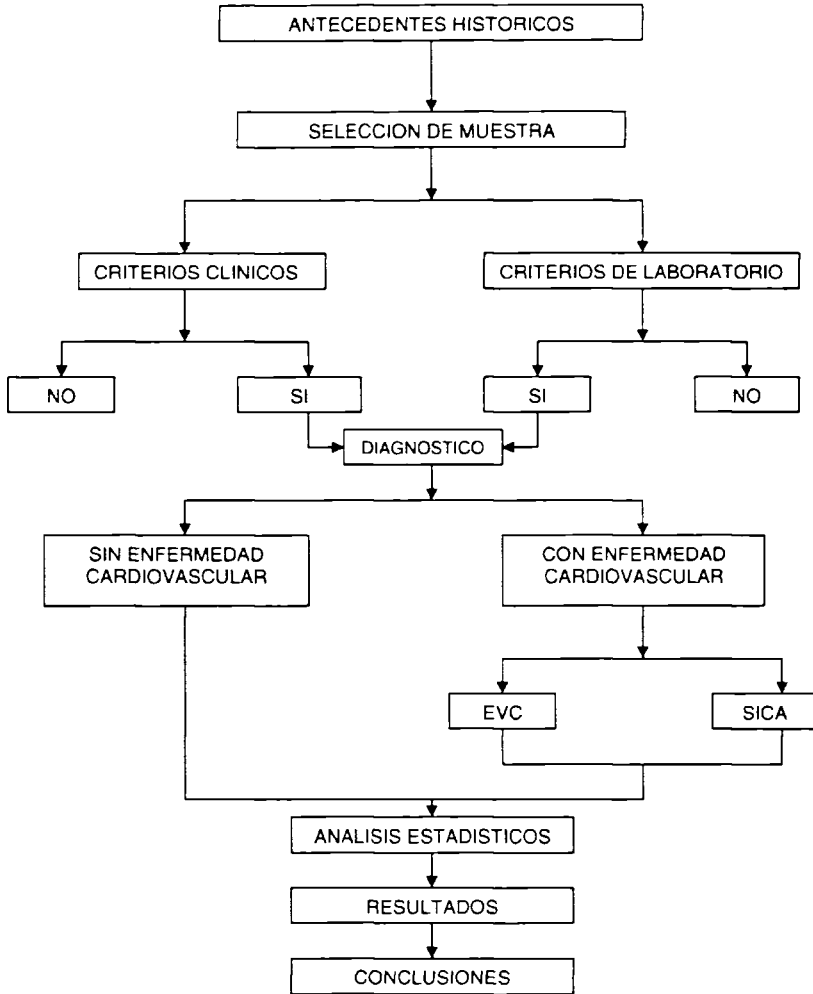 ANTECEDENTES HISTORICOS
SELECCION DE MUESTRA
CRITERIOS CLINICOS
CRITERIOS DE LABORATORIO
NO
SI
SI
NO
DIAGNOSTICO
SIN ENFERMEDAD
CARDIOVASCULAR
CON ENFERMEDAD
CARDIOVASCULAR
EVC
SICA
ANALISIS ESTADISTICOS
RESULTADOS
CONCLUSIONES